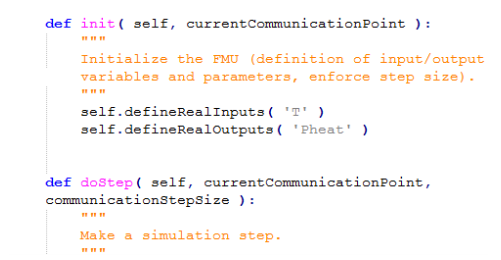 def init( self, currentCommunicationPoint ):
"""
Initialize the FMU (definition of input/output
variables and parameters, enforce step size).
"""
self.defineRealInputs( 'T' )
self.defineRealOutputs( 'Pheat' )
def doStep( self, currentCommunicationPoint,
communicationStepSize ):
"""
Make a simulation step.
"""